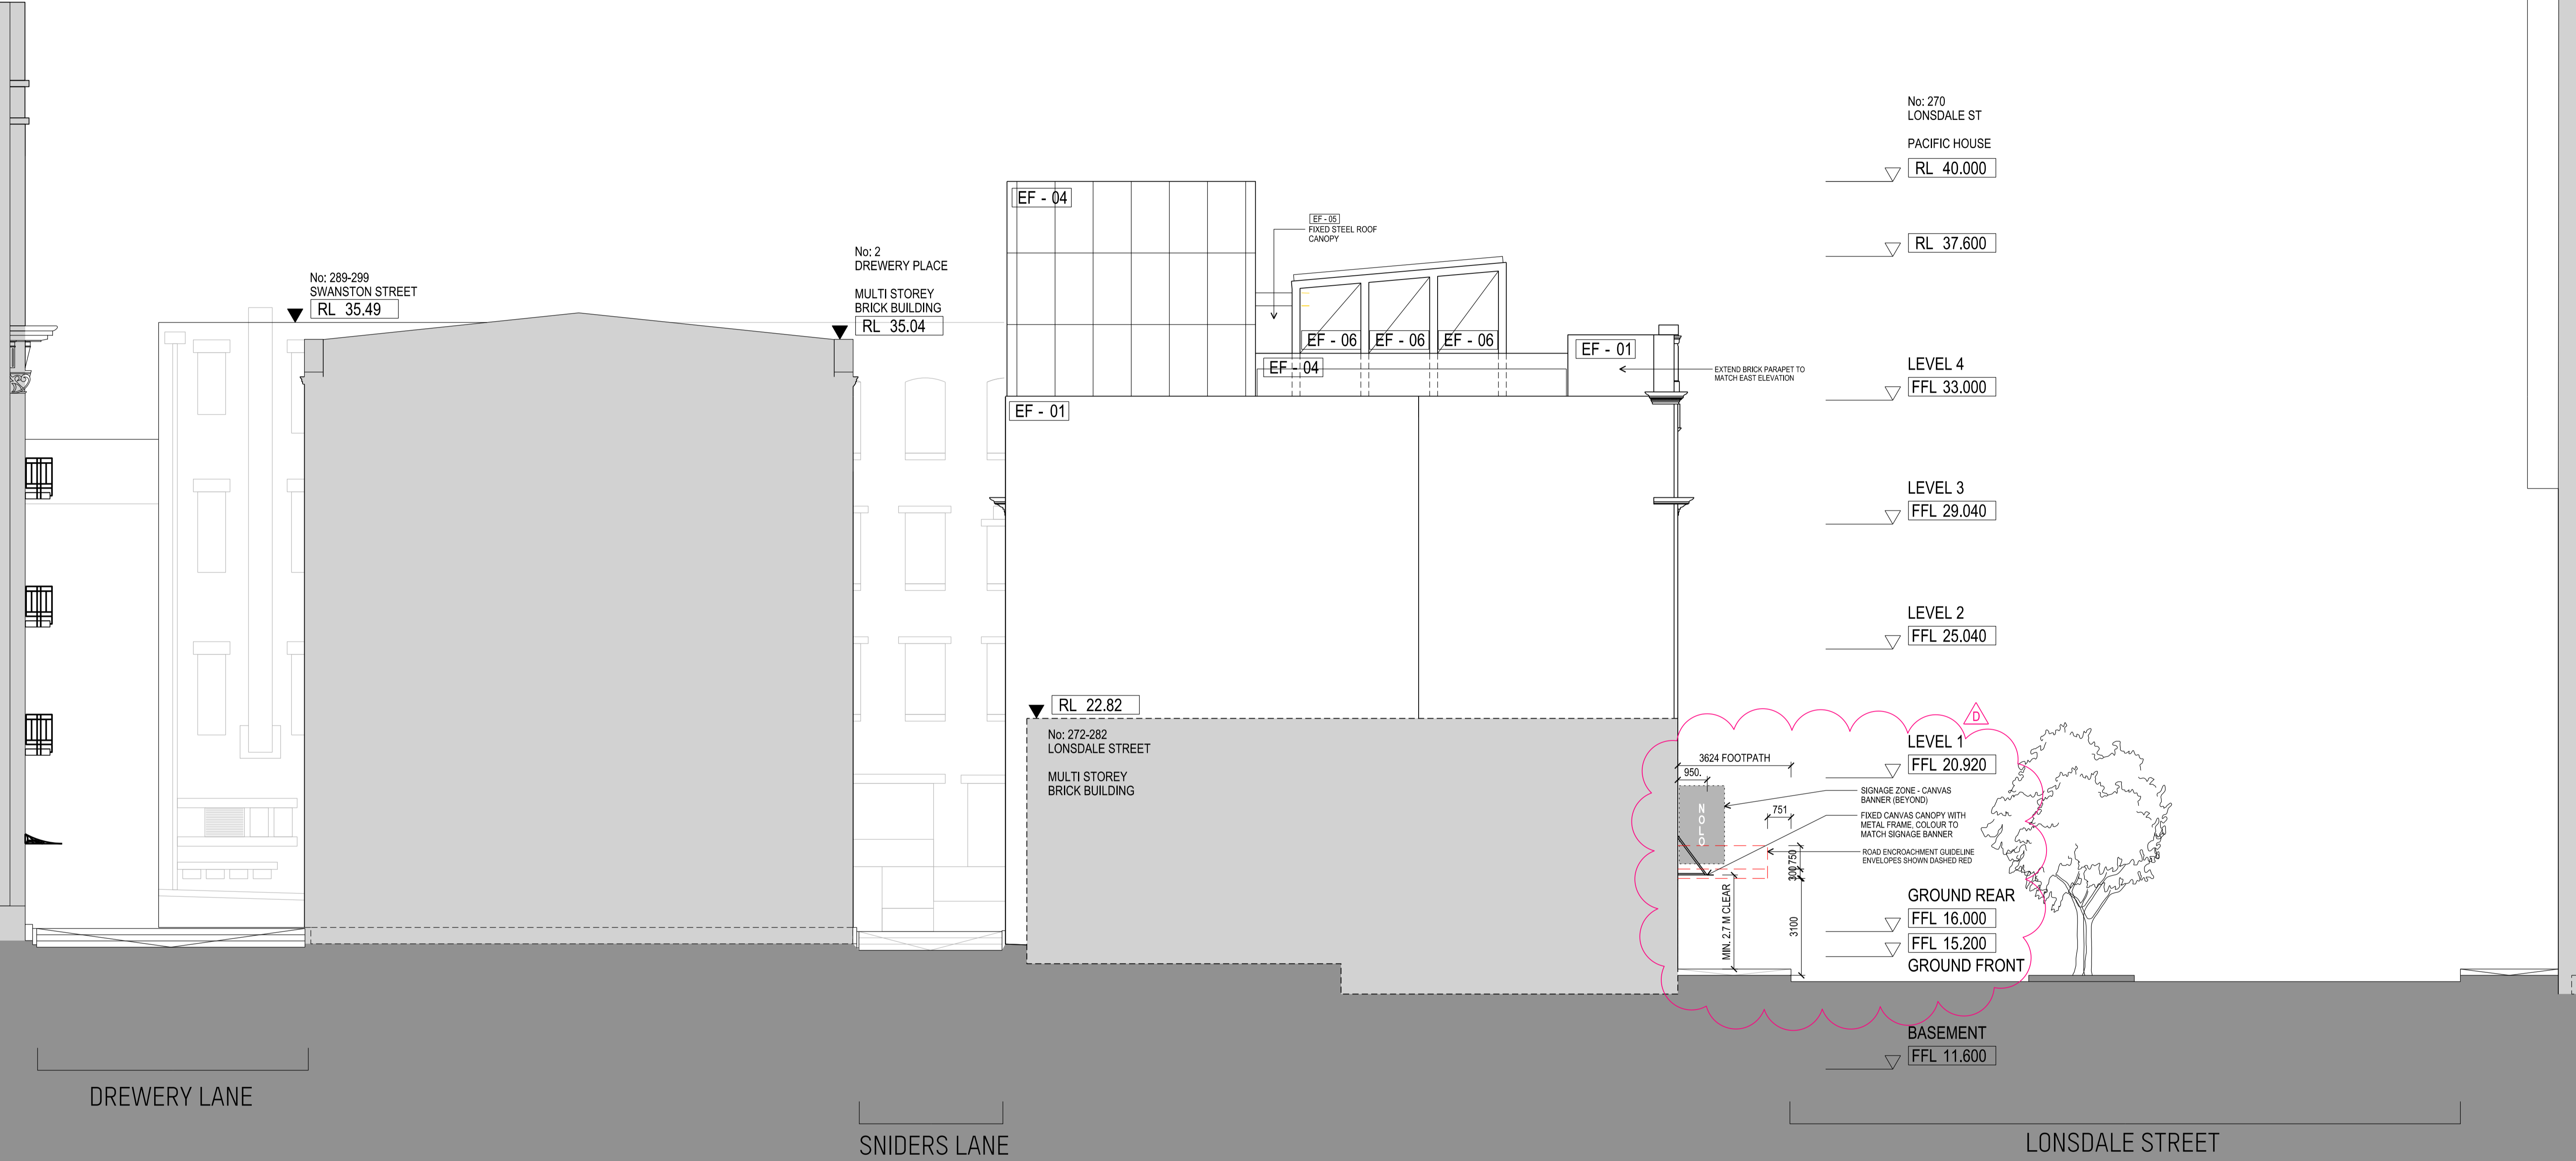 No: 270
LONSDALE ST
PACIFIC HOUSE
RL 40.000
RL 37.600
LEVEL 4
FFL 33.000
LEVEL 3
FFL 29.040
LEVEL 2
FFL 25.040
LEVEL 1
FFL 20.920
GROUND REAR
FFL 16.000
FFL 15.200
GROUND FRONT
BASEMENT
FFL 11.600
No: 289-299
SWANSTON STREET
RL 35.49
No: 2
DREWERY PLACE
MULTI STOREY
BRICK BUILDING
RL 35.04
EF - 04
EF - 05
FIXED STEEL ROOF
CANOPY
EF - 06
EF - 06
EF - 06
EF - 04
EF - 01
EXTEND BRICK PARAPET TO
MATCH EAST ELEVATION
EF - 01
RL 22.82
No: 272-282
LONSDALE STREET
MULTI STOREY
BRICK BUILDING
D
3624 FOOTPATH
950.
751
NOLO
SIGNAGE ZONE - CANVAS
BANNER (BEYOND)
FIXED CANVAS CANOPY WITH
METAL FRAME, COLOUR TO
MATCH SIGNAGE BANNER
ROAD ENCROACHMENT GUIDELINE
ENVELOPES SHOWN DASHED RED
750
300
MIN. 2.7 M CLEAR
3100
DREWERY LANE
SNIDERS LANE
LONSDALE STREET